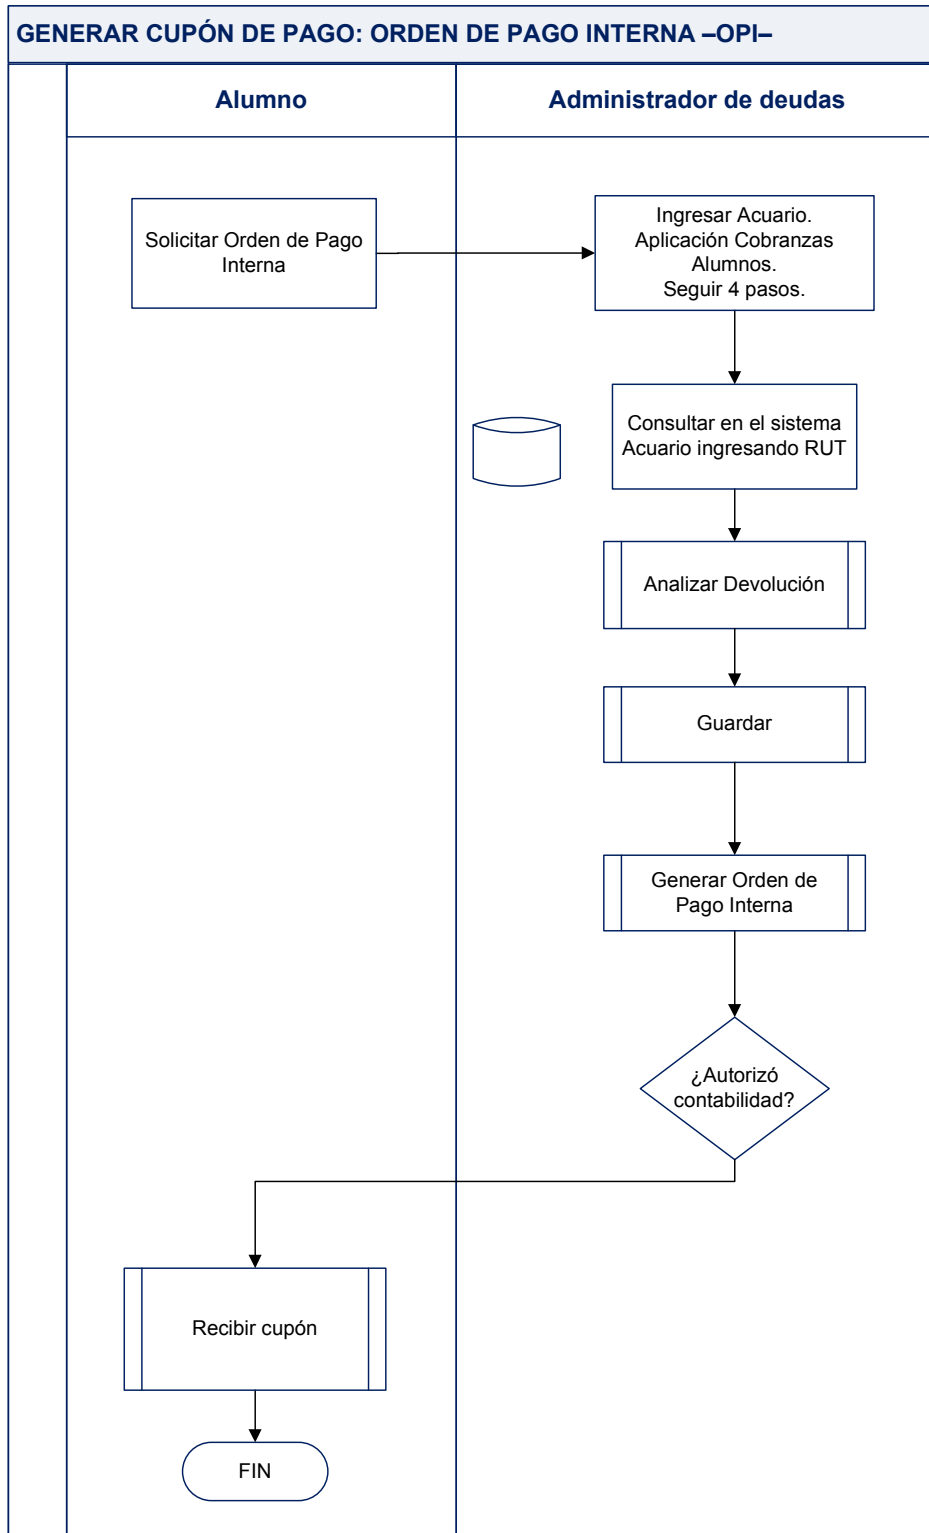 GENERAR CUPÓN DE PAGO: ORDEN DE PAGO INTERNA –OPI–
Alumno
Administrador de deudas
Solicitar Orden de Pago
Interna
Ingresar Acuario.
Aplicación Cobranzas
Alumnos.
Seguir 4 pasos.
Consultar en el sistema
Acuario ingresando RUT
Analizar Devolución
Guardar
Generar Orden de
Pago Interna
¿Autorizó
contabilidad?
Recibir cupón
FIN